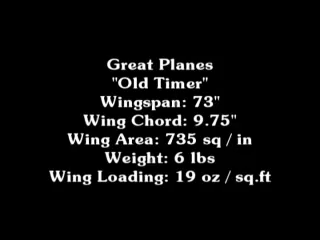 Great Planes
"Old Timer"
Wingspan: 73"
Wing Chord: 9.75"
Wing Area: 735 sq / in
Weight: 6 lbs
Wing Loading: 19 oz / sq.ft